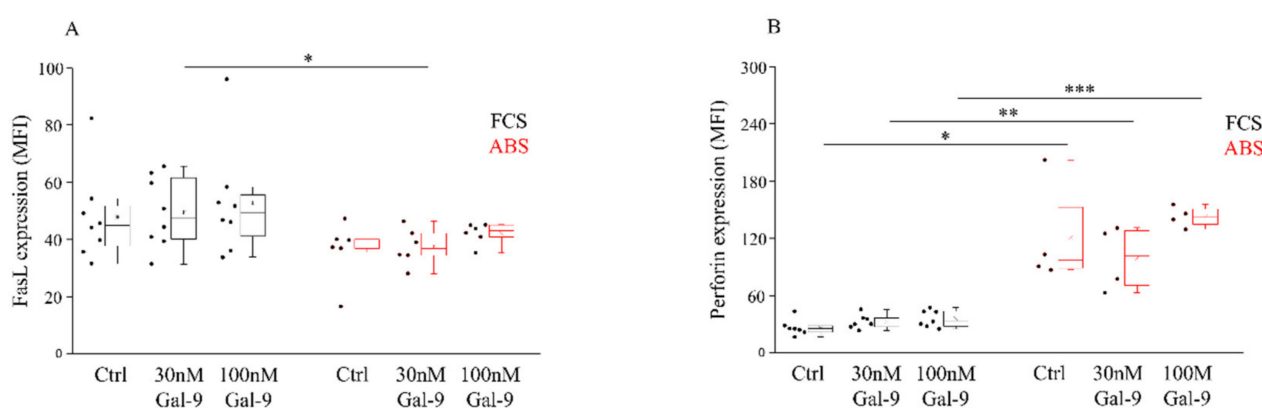 A
FasL expression (MFI)
100
80
60
40
20
0
*
FCS
ABS
Ctrl
30nM
Gal-9
100nM
Gal-9
Ctrl
30nM
Gal-9
100nM
Gal-9
B
Perforin expression (MFI)
300
240
180
120
60
0
***
**
*
FCS
ABS
Ctrl
30nM
Gal-9
100nM
Gal-9
Ctrl
30nM
Gal-9
100M
Gal-9